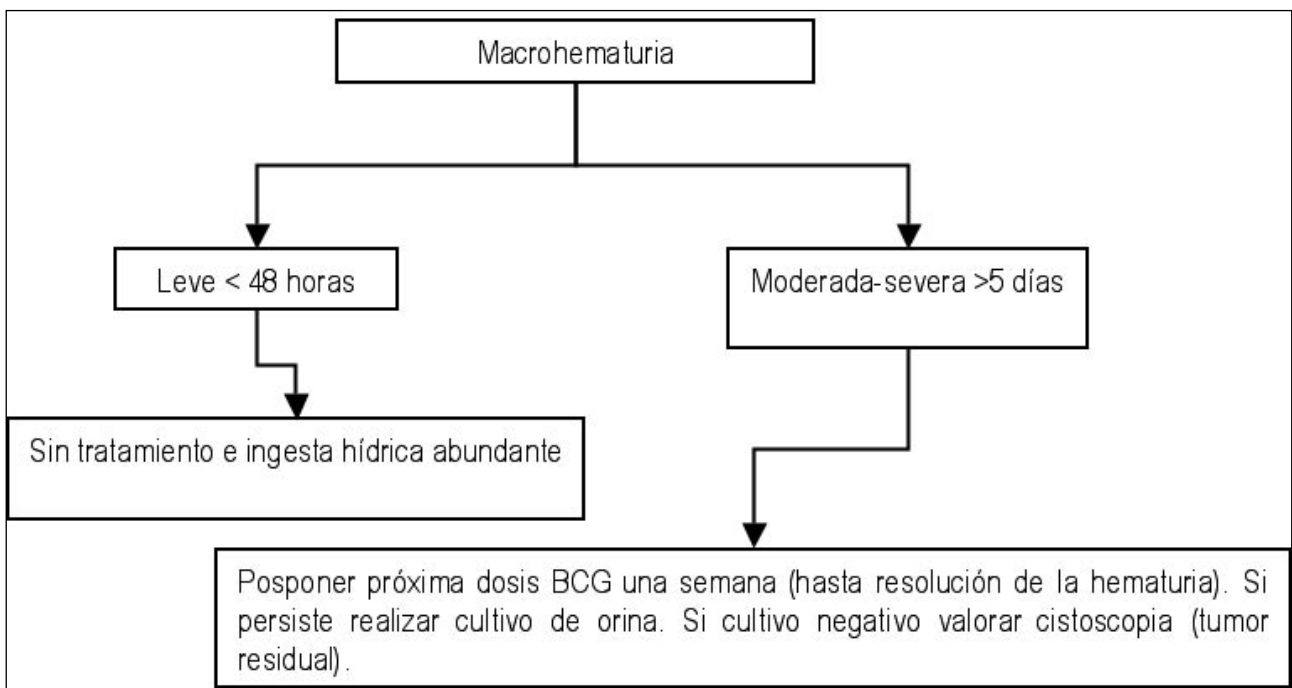 Macrohematuria
Leve < 48 horas
Moderada-severa >5 días
Sin tratamiento e ingesta hídrica abundante
Posponer próxima dosis BCG una semana (hasta resolución de la hematuria). Si
persiste realizar cultivo de orina. Si cultivo negativo valorar cistoscopia (tumor
residual).